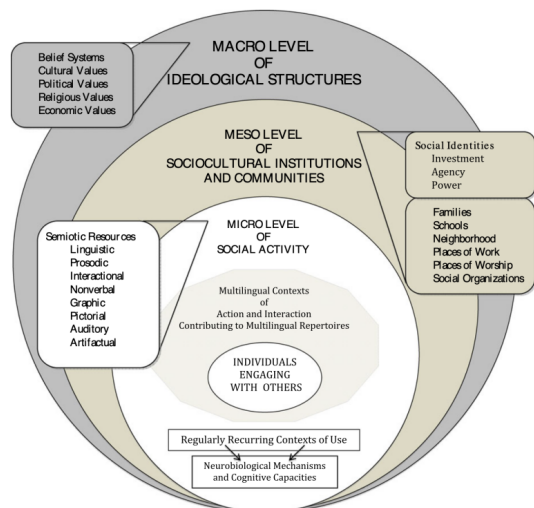 MACRO LEVEL
OF
IDEOLOGICAL STRUCTURES
Belief Systems
Cultural Values
Political Values
Religious Values
Economic Values
MESO LEVEL
OF
SOCIOCULTURAL INSTITUTIONS
AND COMMUNITIES
Social Identities
Investment
Agency
Power
Families
Schools
Neighborhood
Places of Work
Places of Worship
Social Organizations
MICRO LEVEL
OF
SOCIAL ACTIVITY
Semiotic Resources
Linguistic
Prosodic
Interactional
Nonverbal
Graphic
Pictorial
Auditory
Artifactual
Multilingual Contexts
of
Action and Interaction
Contributing to Multilingual Repertoires
INDIVIDUALS
ENGAGING
WITH OTHERS
Regularly Recurring Contexts of Use
Neurobiological Mechanisms
and Cognitive Capacities